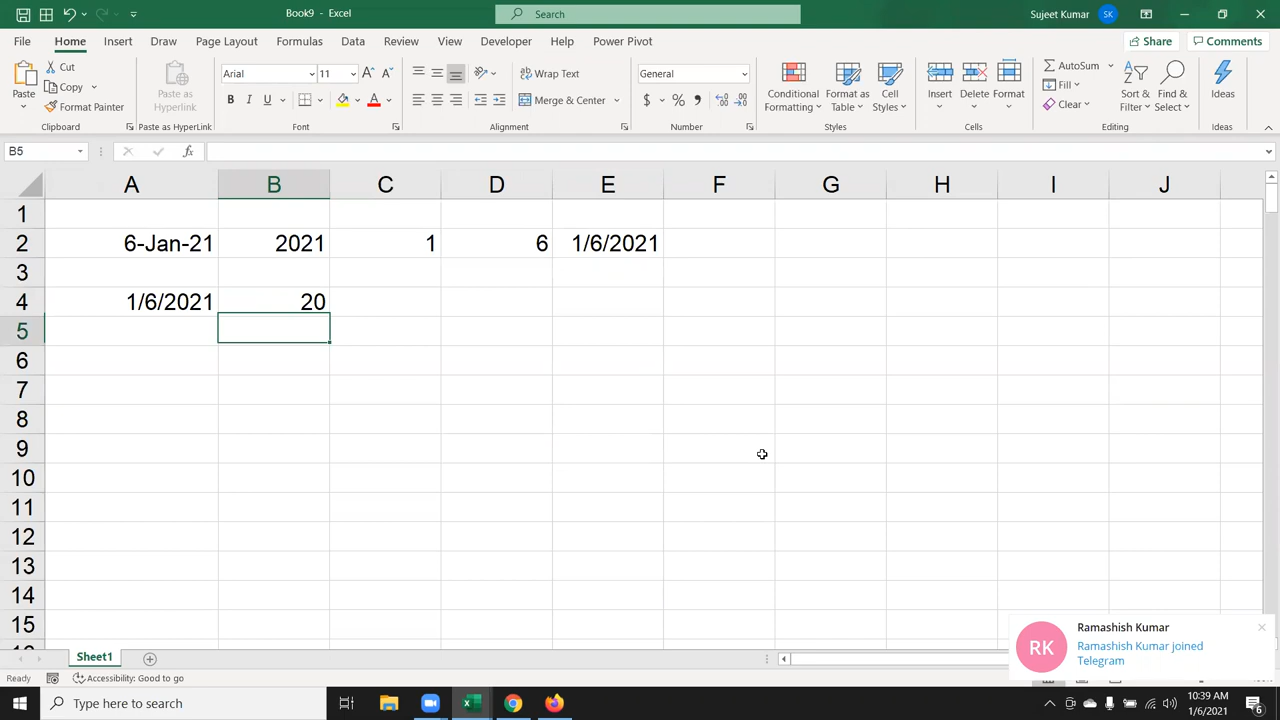 Book9 - Excel
Search
Sujeet Kumar
SK
File
Home
Insert
Draw
Page Layout
Formulas
Data
Review
View
Developer
Help
Power Pivot
Share
Comments
Paste
Cut
Copy
Format Painter
Clipboard
Paste as
Hyperlink
Paste as HyperLink
Arial
11
B I U
Font
Wrap Text
Merge & Center
Alignment
General
$ % ,
Number
Conditional
Formatting
Format as
Table
Cell
Styles
Styles
Insert
Delete
Format
Cells
AutoSum
Fill
Clear
Sort &
Filter
Find &
Select
Editing
Ideas
Ideas
B5
fx
A B C D E F G H I J
1
2 6-Jan-21 2021 1 6 1/6/2021
3
4 1/6/2021 20
5
6
7
8
9
10
11
12
13
14
15
Ramashish Kumar
RK
Ramashish Kumar joined
Telegram
Sheet1
Ready
Accessibility: Good to go
Type here to search
10:39 AM
1/6/2021
6